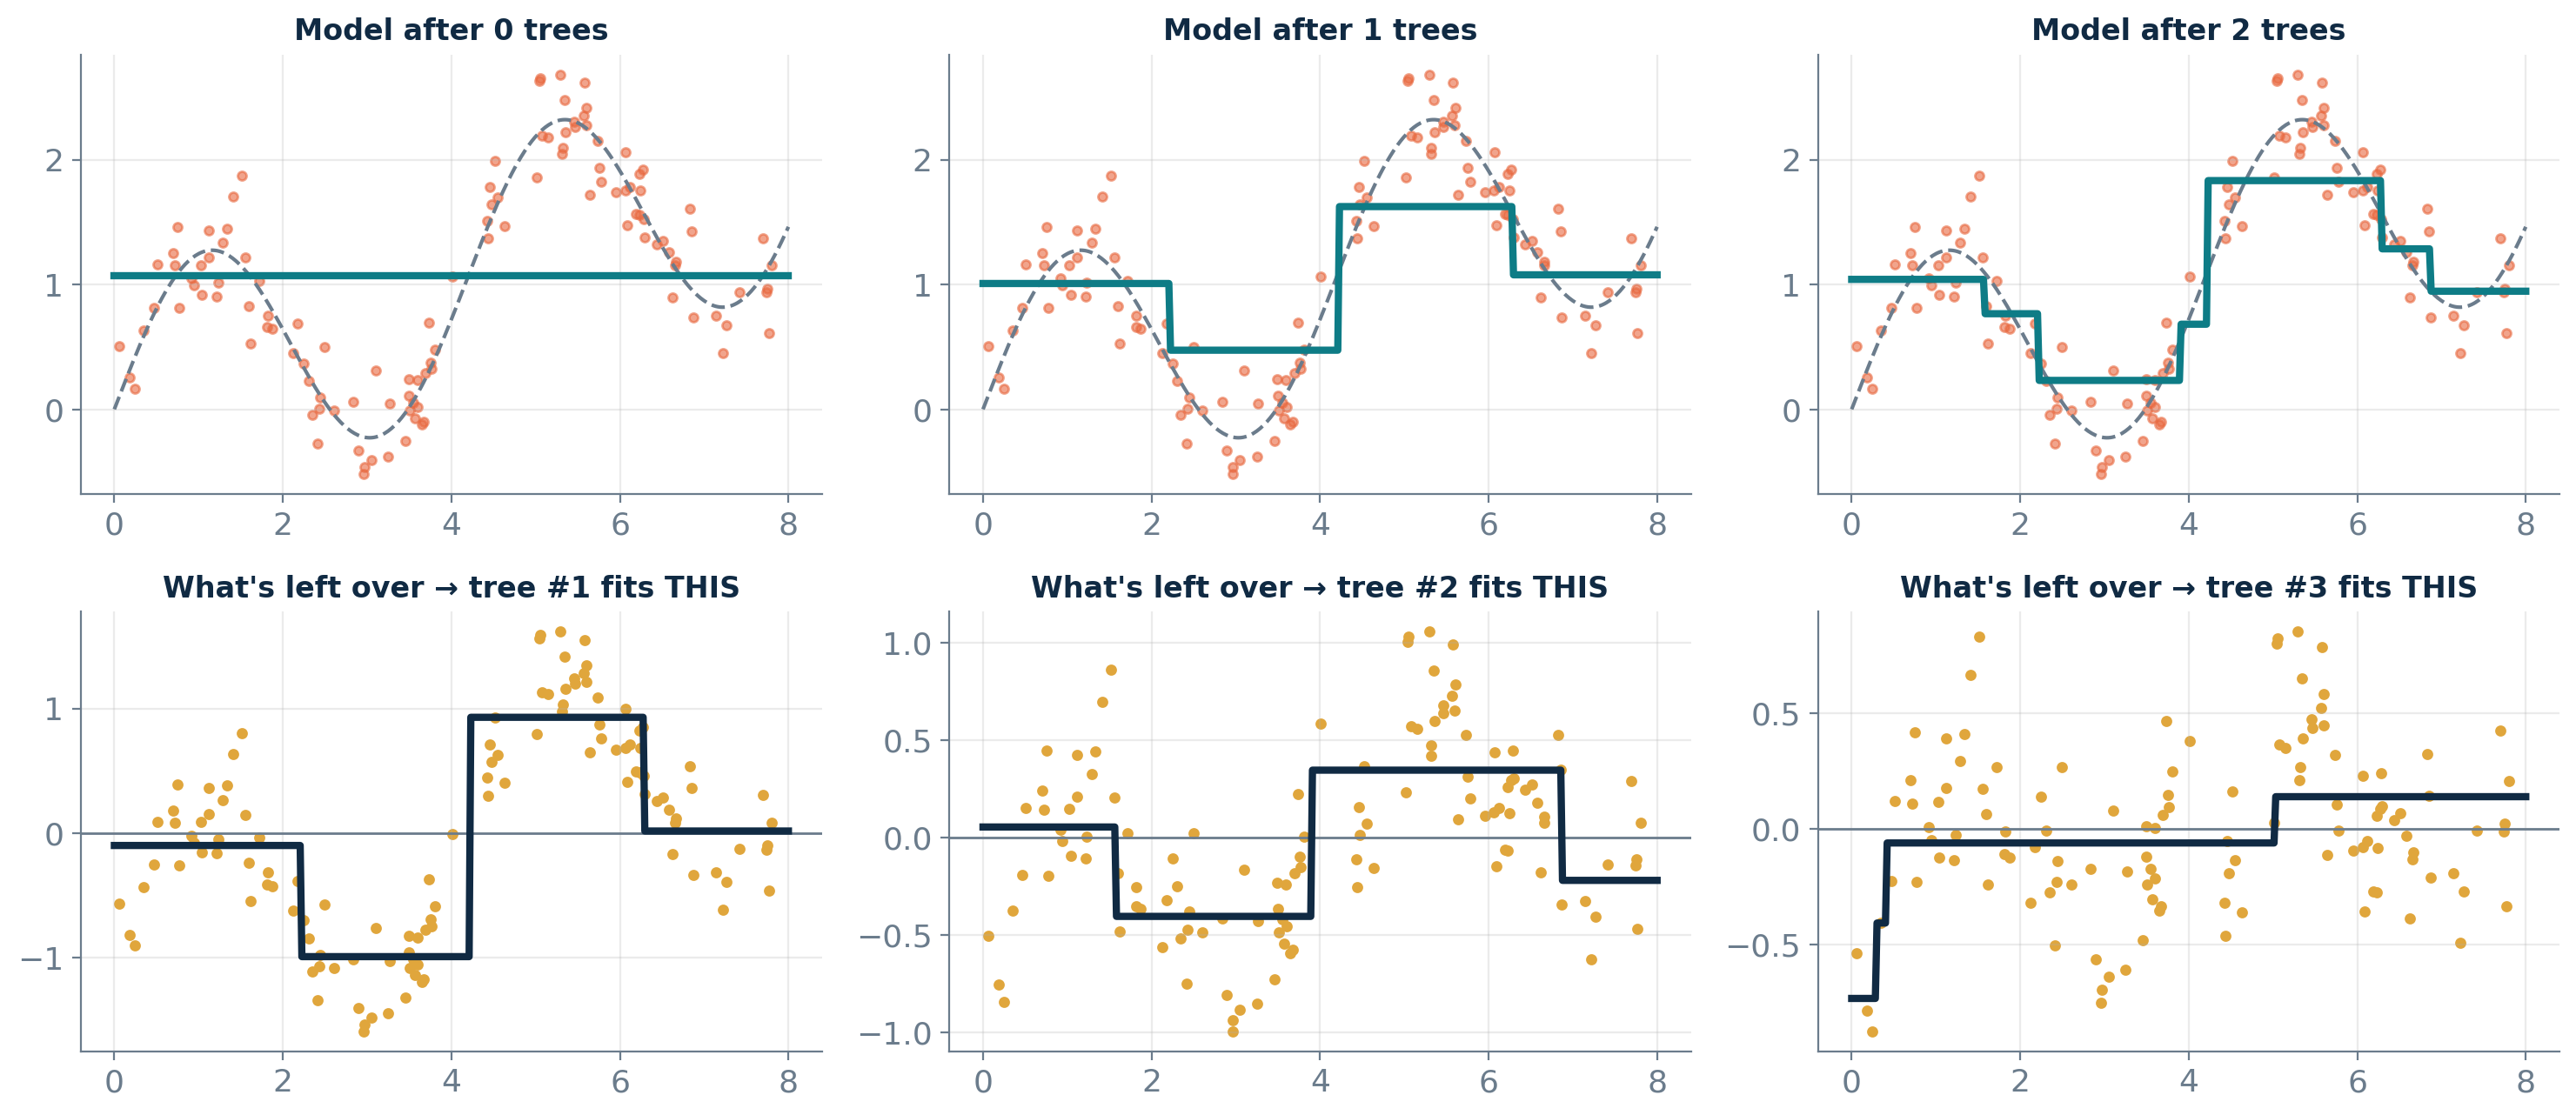 Model after 0 trees
Model after 1 trees
Model after 2 trees
2
1
0
0 2 4 6 8
2
1
0
0 2 4 6 8
2
1
0
0 2 4 6 8
What's left over → tree #1 fits THIS
What's left over → tree #2 fits THIS
What's left over → tree #3 fits THIS
1
0
−1
0 2 4 6 8
1.0
0.5
0.0
−0.5
−1.0
0 2 4 6 8
0.5
0.0
−0.5
0 2 4 6 8